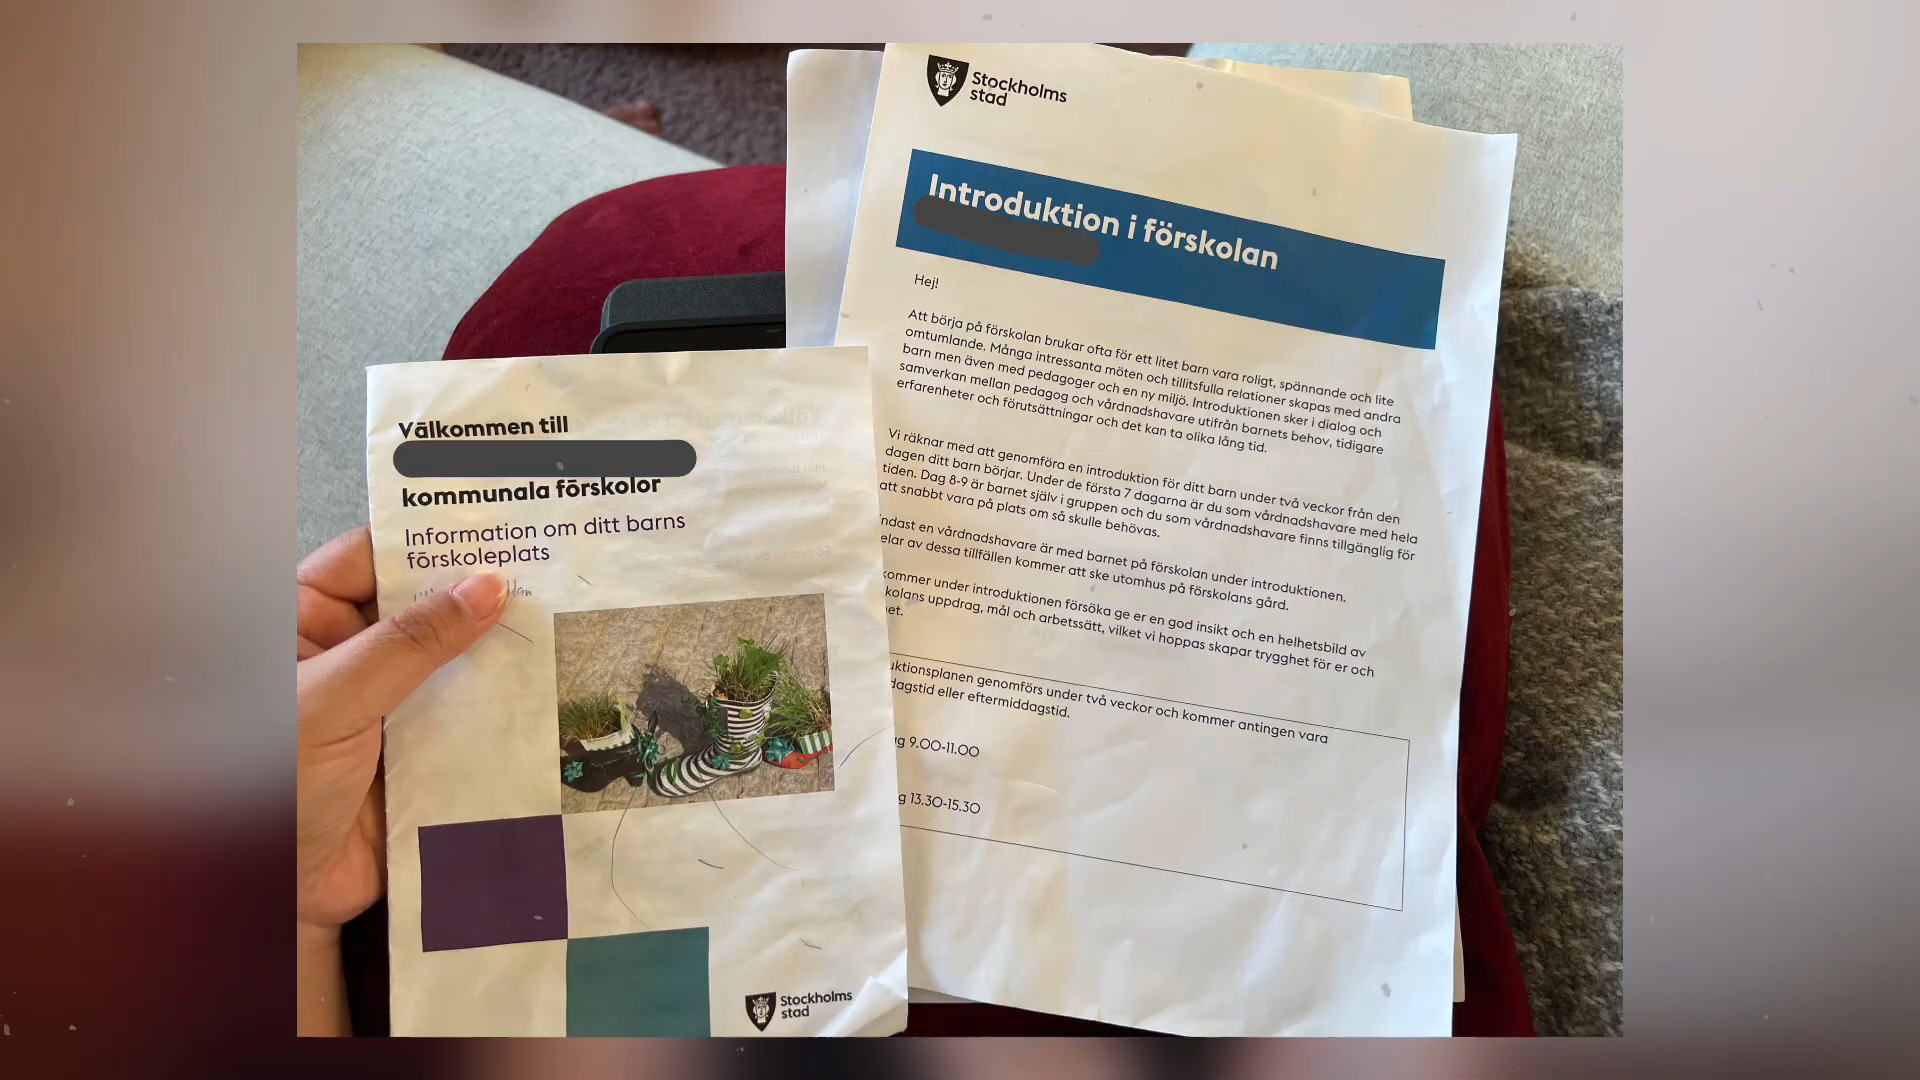 Välkommen till
kommunala förskolor
Information om ditt barns
förskoleplats
Stockholms
stad
Stockholms
stad
Introduktion i förskolan
Hej!
Att börja på förskolan brukar ofta för ett litet barn vara roligt, spännande och lite
omtumlande. Många intressanta möten och tillitsfulla relationer skapas med andra
barn men även med pedagoger och en ny miljö. Introduktionen sker i dialog och
samverkan mellan pedagog och vårdnadshavare utifrån barnets behov, tidigare
erfarenheter och förutsättningar och det kan ta olika lång tid.
Vi räknar med att genomföra en introduktion för ditt barn under två veckor från den
dagen ditt barn börjar. Under de första 7 dagarna är du som vårdnadshavare med hela
tiden. Dag 8-9 är barnet själv i gruppen och du som vårdnadshavare finns tillgänglig för
att snabbt vara på plats om så skulle behövas.
ndast en vårdnadshavare är med barnet på förskolan under introduktionen.
elar av dessa tillfällen kommer att ske utomhus på förskolans gård.
kommer under introduktionen försöka ge er en god insikt och en helhetsbild av
kolans uppdrag, mål och arbetssätt, vilket vi hoppas skapar trygghet för er och
et.
uktionsplanen genomförs under två veckor och kommer antingen vara
dagstid eller eftermiddagstid.
g 9.00-11.00
g 13.30-15.30